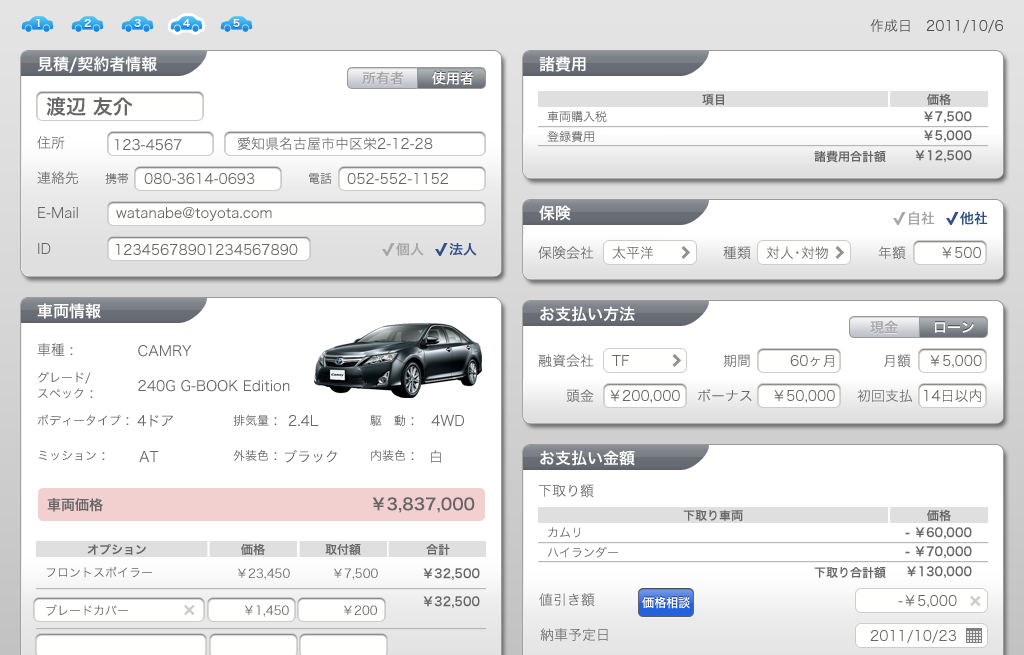 1 2 3 4 5
作成日 2011/10/6
見積/契約者情報
所有者 使用者
渡辺 友介
住所 123-4567 愛知県名古屋市中区栄2-12-28
連絡先 携帯 080-3614-0693 電話 052-552-1152
E-Mail watanabe@toyota.com
ID 12345678901234567890 個人 法人
車両情報
車種： CAMRY
グレード/
スペック： 240G G-BOOK Edition
ボディータイプ： 4ドア 排気量： 2.4L 駆 動： 4WD
ミッション： AT 外装色： ブラック 内装色： 白
車両価格 ¥3,837,000
オプション 価格 取付額 合計
フロントスポイラー ¥23,450 ¥7,500 ¥32,500
ブレードカバー ¥1,450 ¥200 ¥32,500
諸費用
項目 価格
車両購入税 ¥7,500
登録費用 ¥5,000
諸費用合計額 ¥12,500
保険
自社 他社
保険会社 太平洋 種類 対人・対物 年額 ¥500
お支払い方法
現金 ローン
融資会社 TF 期間 60ヶ月 月額 ¥5,000
頭金 ¥200,000 ボーナス ¥50,000 初回支払 14日以内
お支払い金額
下取り額
下取り車両 価格
カムリ - ¥60,000
ハイランダー - ¥70,000
下取り合計額 ¥130,000
値引き額 価格相談 -¥5,000
納車予定日 2011/10/23